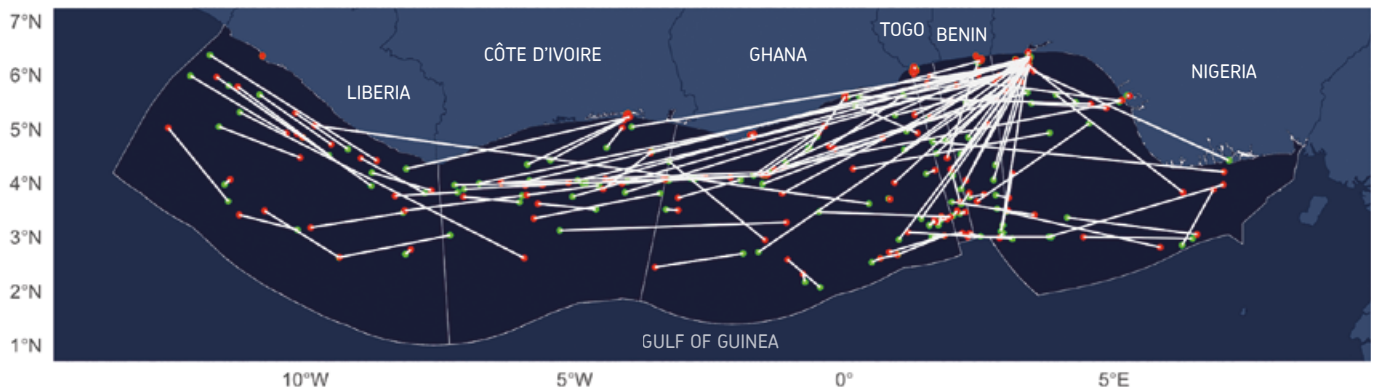 7°N
6°N
5°N
4°N
3°N
2°N
1°N
LIBERIA
CÔTE D'IVOIRE
GHANA
TOGO
BENIN
NIGERIA
GULF OF GUINEA
10°W
5°W
0°
5°E